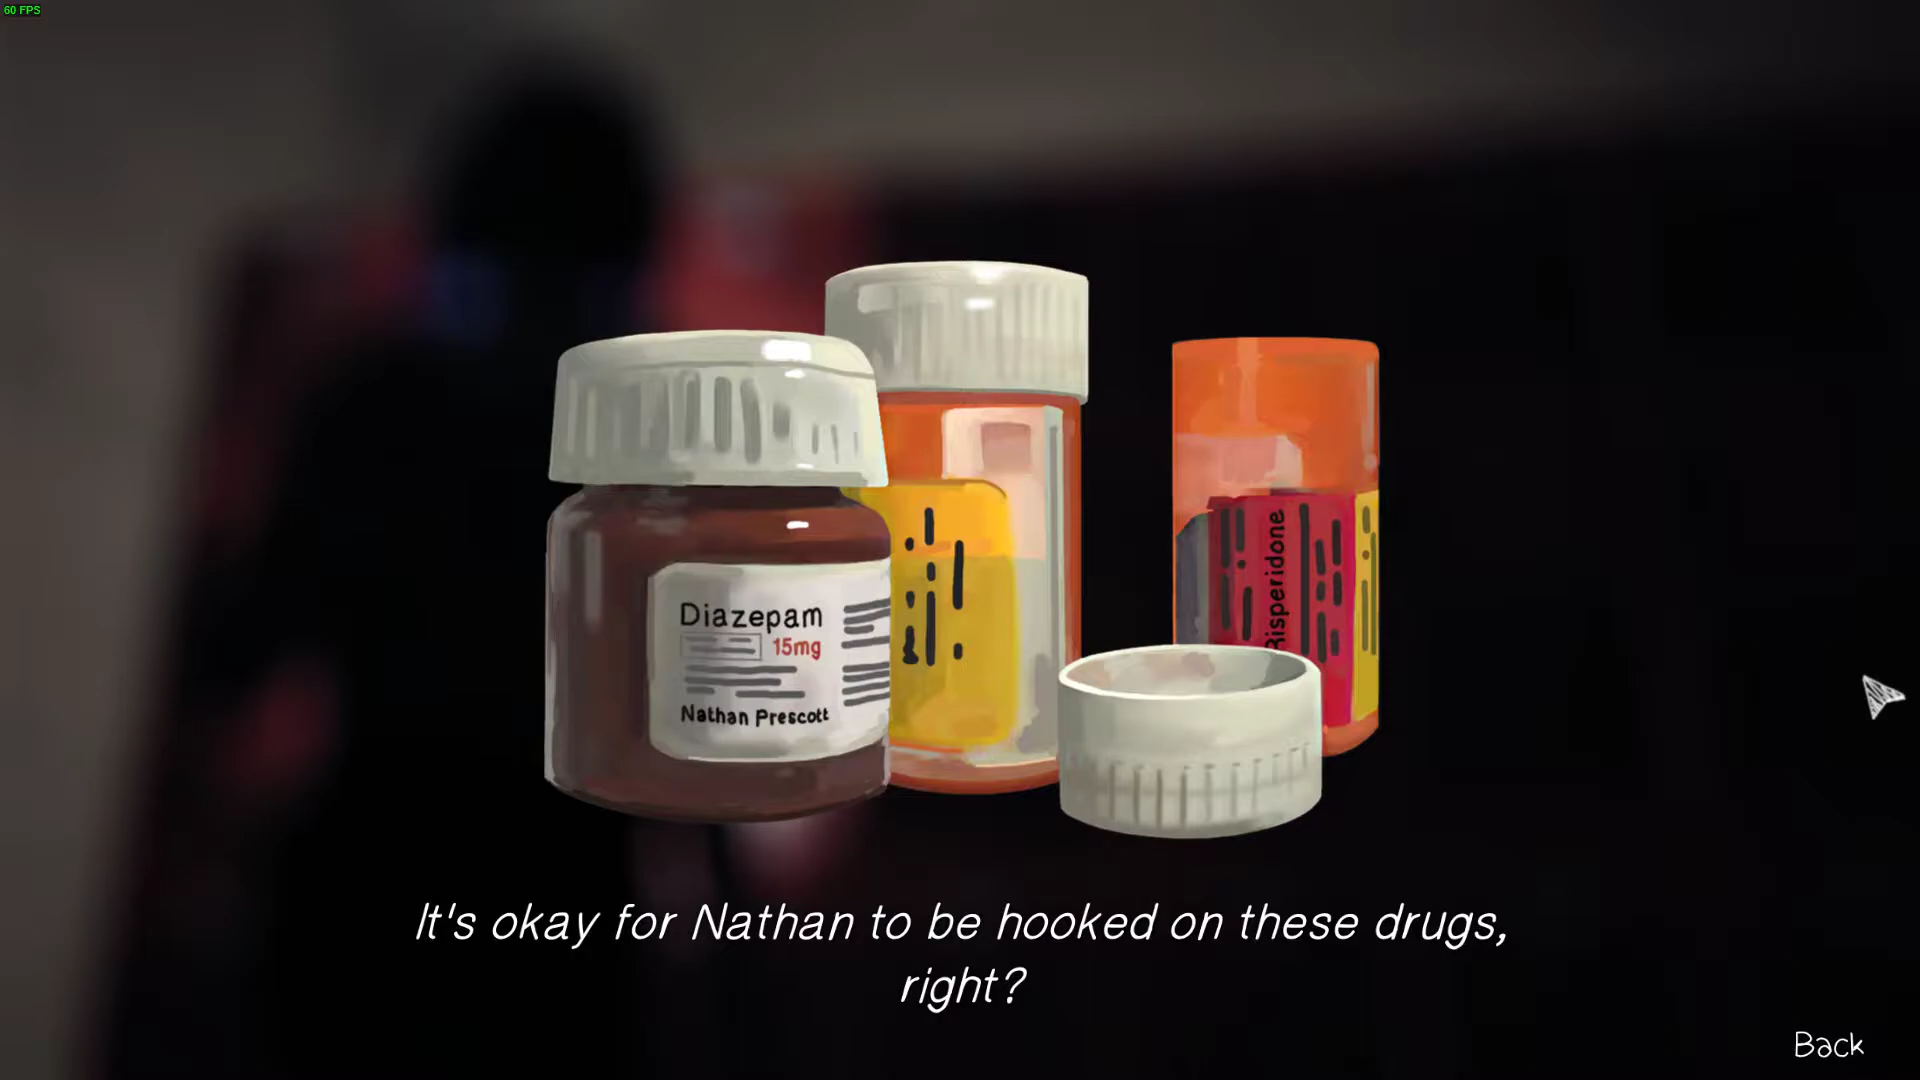 60 FPS
Diazepam
15mg
Nathan Prescott
Risperidone
It's okay for Nathan to be hooked on these drugs,
right?
Back